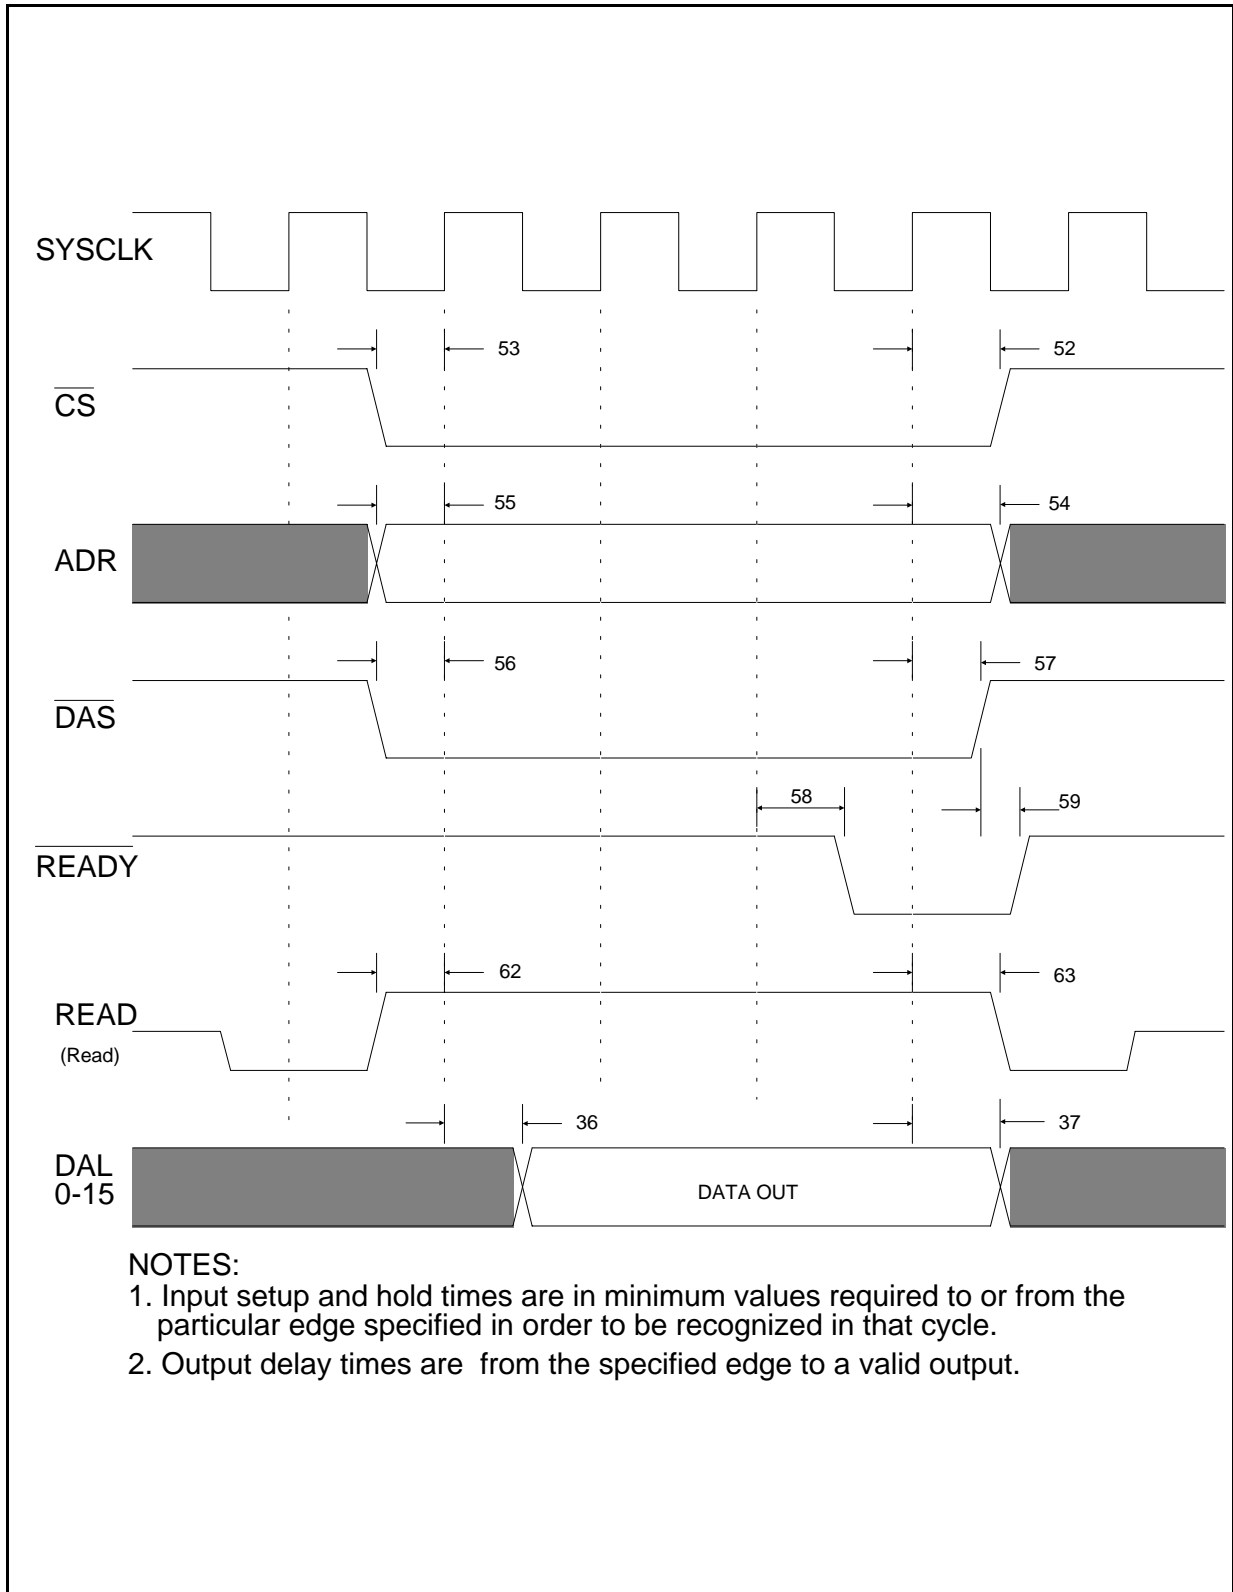 SYSCLK
53
52
CS
55
54
ADR
56
57
DAS
58
59
READY
62
63
READ
(Read)
36
37
DAL
0-15
DATA OUT
NOTES:
1. Input setup and hold times are in minimum values required to or from the
particular edge specified in order to be recognized in that cycle.
2. Output delay times are from the specified edge to a valid output.